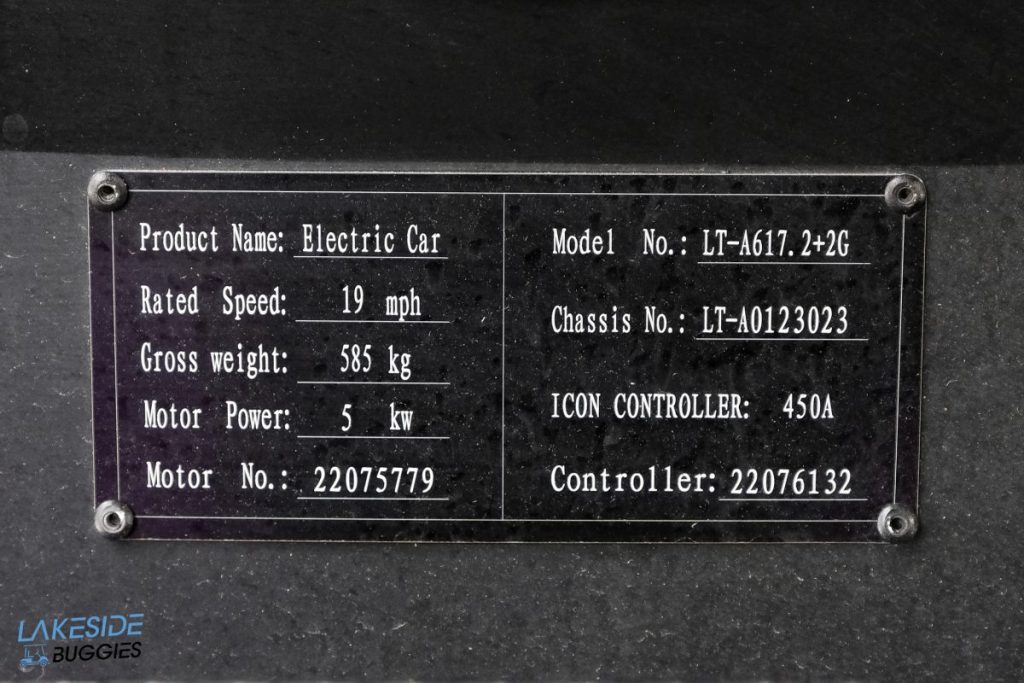 Product Name: Electric Car
Rated Speed: 19 mph
Gross weight: 585 kg
Motor Power: 5 kw
Motor No.: 22075779
Model No.: LT-A617.2+2G
Chassis No.: LT-A0123023
ICON CONTROLLER: 450A
Controller: 22076132
LAKESIDE
BUGGIES